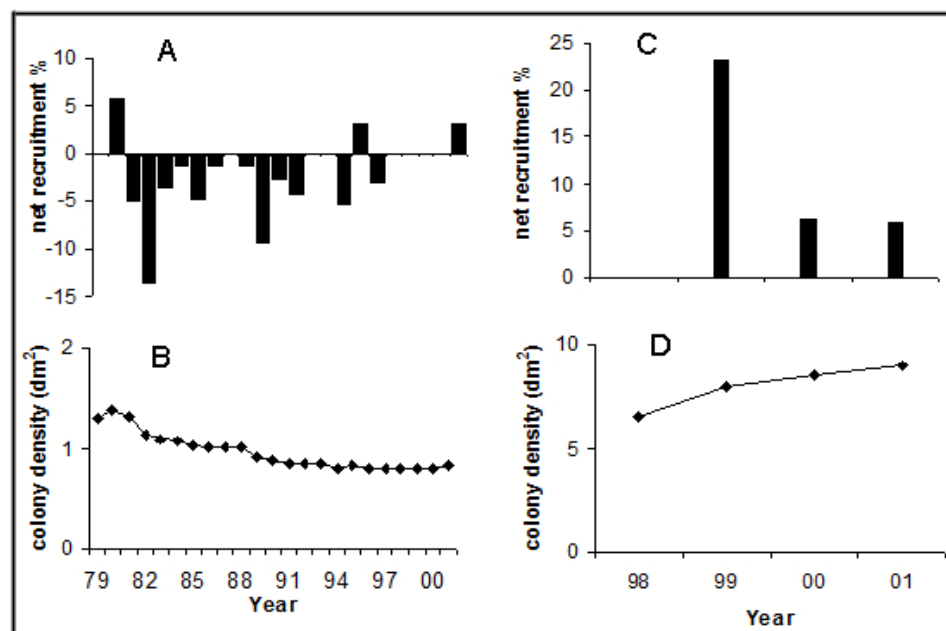 A
net recruitment %
10
5
0
-5
-10
-15
B
colony density (dm²)
2
1
0
79 82 85 88 91 94 97 00
Year
C
net recruitment %
25
20
15
10
5
0
D
colony density (dm²)
10
5
0
98 99 00 01
Year